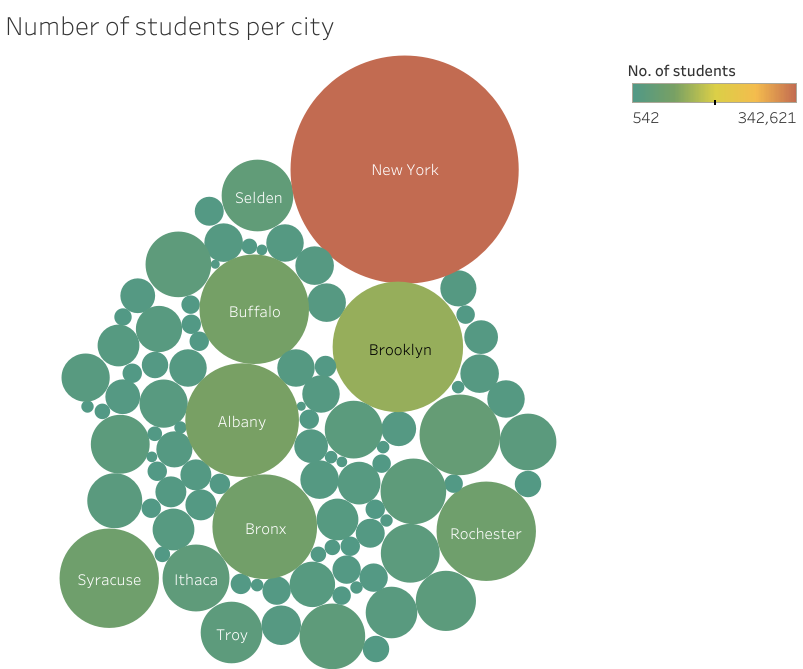 Number of students per city
No. of students
542 342,621
New York
Selden
Buffalo
Brooklyn
Albany
Bronx
Rochester
Syracuse
Ithaca
Troy